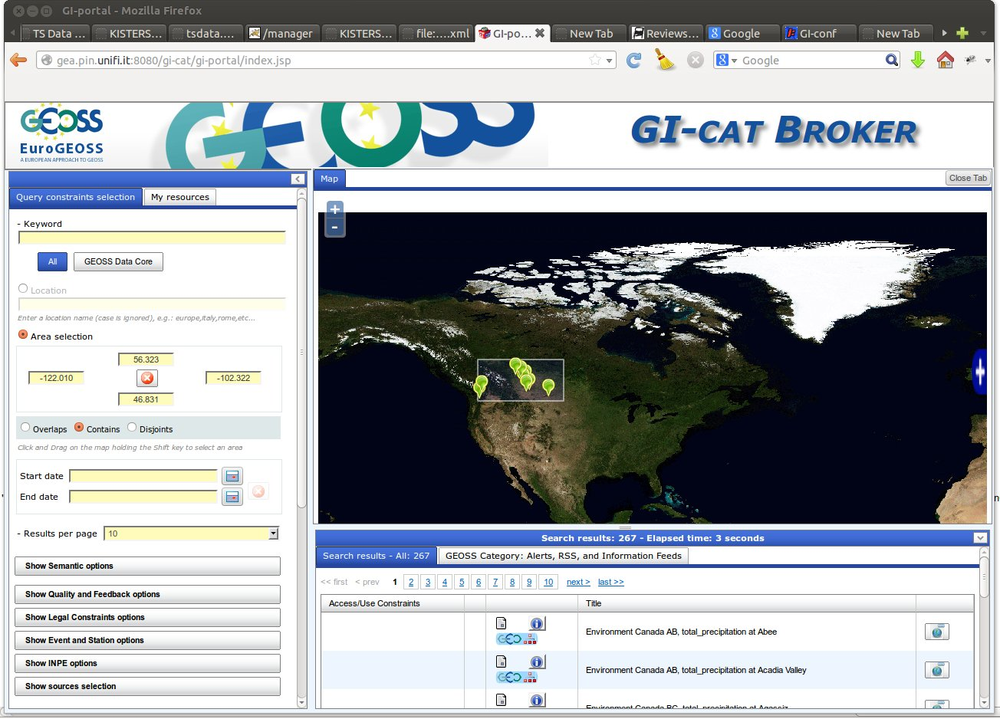 GI-portal - Mozilla Firefox
TS Data ...
KISTERS...
tsdata....
/manager
KISTERS...
file:....xml
GI-po...
New Tab
Reviews...
Google
GI-conf
New Tab
gea.pin.unifi.it:8080/gi-cat/gi-portal/index.jsp
Google
GEOSS
EuroGEOSS
A EUROPEAN APPROACH TO GEOSS
GEOSS
GI-CAT BROKER
Query constraints selection
My resources
- Keyword
All
GEOSS Data Core
Location
Enter a location name (case is ignored), e.g.: europe,italy,rome,etc...
Area selection
56.323
-122.010
-102.322
46.831
Overlaps
Contains
Disjoints
Click and Drag on the map holding the Shift key to select an area
Start date
End date
- Results per page
10
Show Semantic options
Show Quality and Feedback options
Show Legal Constraints options
Show Event and Station options
Show INPE options
Show sources selection
Map
Close Tab
+
-
Search results: 267 - Elapsed time: 3 seconds
Search results - All: 267
GEOSS Category: Alerts, RSS, and Information Feeds
<< first < prev 1 2 3 4 5 6 7 8 9 10 next > last >>
Access/Use Constraints
Title
GEO
Environment Canada AB, total_precipitation at Abee
GEO
Environment Canada AB, total_precipitation at Acadia Valley
Environment Canada BC, total_precipitation at Agassiz